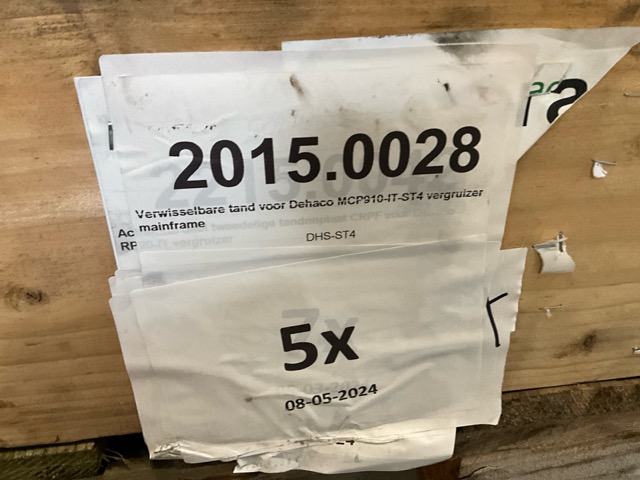 2015.0028
Verwisselbare tand voor Dehaco MCP910-IT-ST4 vergruizer
mainframe
DHS-ST4
5x
08-05-2024